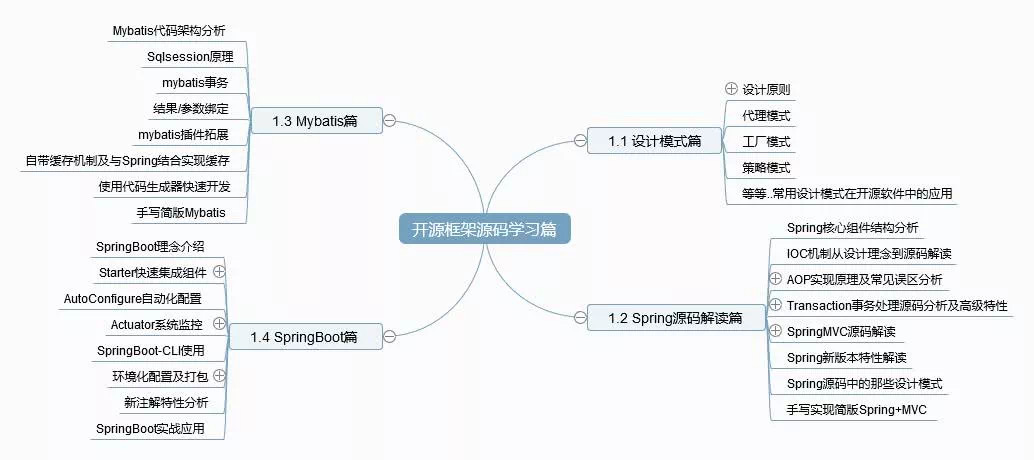 开源框架源码学习篇
1.1 设计模式篇
设计原则
代理模式
工厂模式
策略模式
等等..常用设计模式在开源软件中的应用
1.2 Spring源码解读篇
Spring核心组件结构分析
IOC机制从设计理念到源码解读
AOP实现原理及常见误区分析
Transaction事务处理源码分析及高级特性
SpringMVC源码解读
Spring新版本特性解读
Spring源码中的那些设计模式
手写实现简版Spring+MVC
1.3 Mybatis篇
Mybatis代码架构分析
Sqlsession原理
mybatis事务
结果/参数绑定
mybatis插件拓展
自带缓存机制及与Spring结合实现缓存
使用代码生成器快速开发
手写简版Mybatis
1.4 SpringBoot篇
SpringBoot理念介绍
Starter快速集成组件
AutoConfigure自动化配置
Actuator系统监控
SpringBoot-CLI使用
环境化配置及打包
新注解特性分析
SpringBoot实战应用